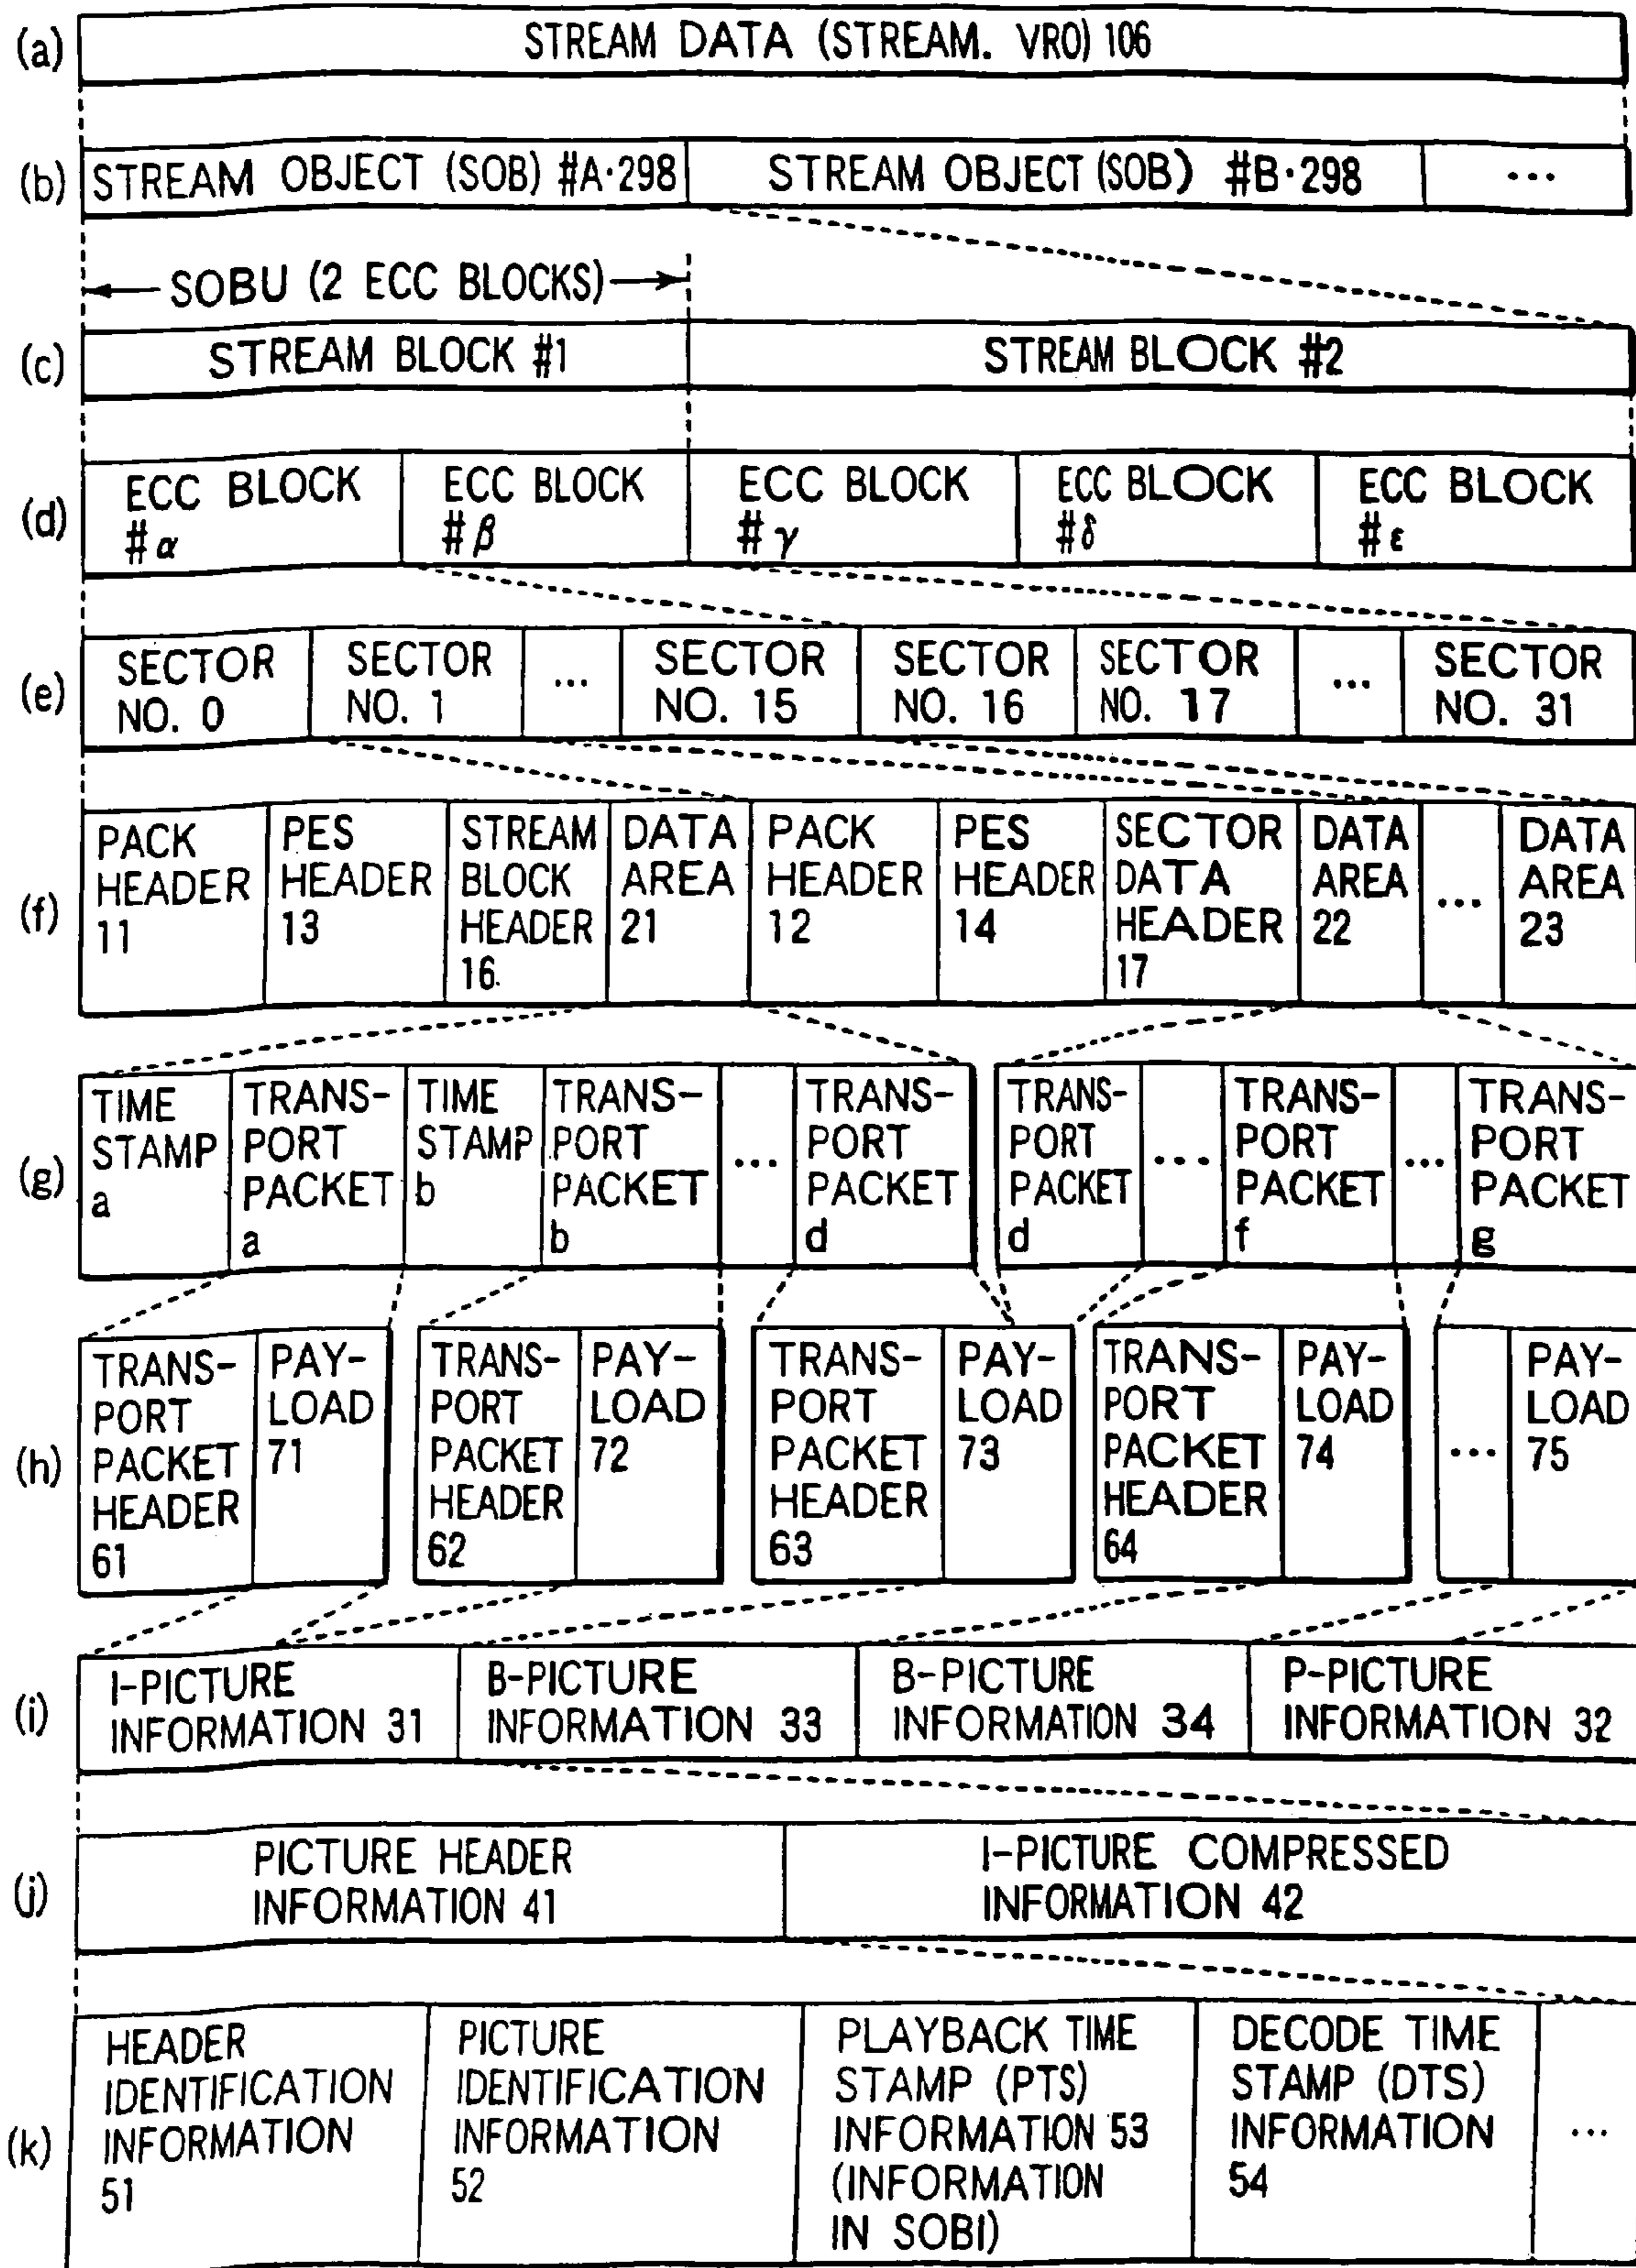 (a) STREAM DATA (STREAM. VRO) 106
(b) STREAM OBJECT (SOB) #A·298 STREAM OBJECT (SOB) #B·298 ...
SOBU (2 ECC BLOCKS)
(c) STREAM BLOCK #1 STREAM BLOCK #2
(d)
ECC BLOCK
#α
ECC BLOCK
#β
ECC BLOCK
#γ
ECC BLOCK
#δ
ECC BLOCK
#ε
(e)
SECTOR
NO. 0
SECTOR
NO. 1
...
SECTOR
NO. 15
SECTOR
NO. 16
SECTOR
NO. 17
...
SECTOR
NO. 31
(f)
PACK
HEADER
11
PES
HEADER
13
STREAM
BLOCK
HEADER
16.
DATA
AREA
21
PACK
HEADER
12
PES
HEADER
14
SECTOR
DATA
HEADER
17
DATA
AREA
22
...
DATA
AREA
23
(g)
TIME
STAMP
a
TRANS-
PORT
PACKET
a
TIME
STAMP
b
TRANS-
PORT
PACKET
b
...
TRANS-
PORT
PACKET
d
TRANS-
PORT
PACKET
d
...
TRANS-
PORT
PACKET
f
...
TRANS-
PORT
PACKET
g
(h)
TRANS-
PORT
PACKET
HEADER
61
PAY-
LOAD
71
TRANS-
PORT
PACKET
HEADER
62
PAY-
LOAD
72
TRANS-
PORT
PACKET
HEADER
63
PAY-
LOAD
73
TRANS-
PORT
PACKET
HEADER
64
PAY-
LOAD
74
...
PAY-
LOAD
75
(i)
I-PICTURE
INFORMATION 31
B-PICTURE
INFORMATION 33
B-PICTURE
INFORMATION 34
P-PICTURE
INFORMATION 32
(j)
PICTURE HEADER
INFORMATION 41
I-PICTURE COMPRESSED
INFORMATION 42
(k)
HEADER
IDENTIFICATION
INFORMATION
51
PICTURE
IDENTIFICATION
INFORMATION
52
PLAYBACK TIME
STAMP (PTS)
INFORMATION 53
(INFORMATION
IN SOBI)
DECODE TIME
STAMP (DTS)
INFORMATION
54
...